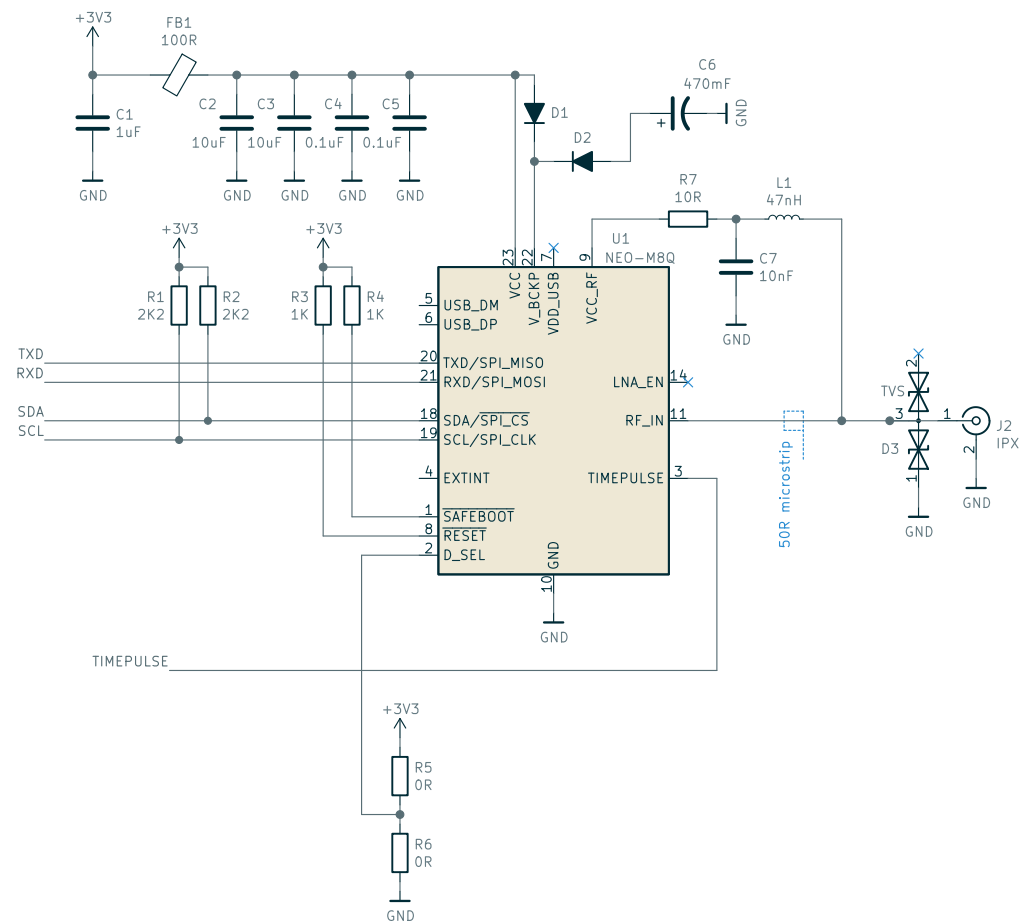 +3V3
FB1
100R
C1
1uF
C2
10uF
C3
10uF
C4
0.1uF
C5
0.1uF
GND
GND
GND
GND
GND
D1
D2
C6
470mF
+
GND
R7
10R
L1
47nH
C7
10nF
GND
+3V3
R1
2K2
R2
2K2
+3V3
R3
1K
R4
1K
U1
NEO-M8Q
23
VCC
22
V_BCKP
7
VDD_USB
9
VCC_RF
5 USB_DM
6 USB_DP
TXD
20 TXD/SPI_MISO
RXD
21 RXD/SPI_MOSI
SDA
18 SDA/SPI_CS
SCL
19 SCL/SPI_CLK
4 EXTINT
1 SAFEBOOT
8 RESET
2 D_SEL
LNA_EN 14
RF_IN 11
TIMEPULSE 3
GND
10
GND
50R microstrip
TVS
D3
2
3
1
GND
1
2
J2
IPX
GND
TIMEPULSE
+3V3
R5
0R
R6
0R
GND